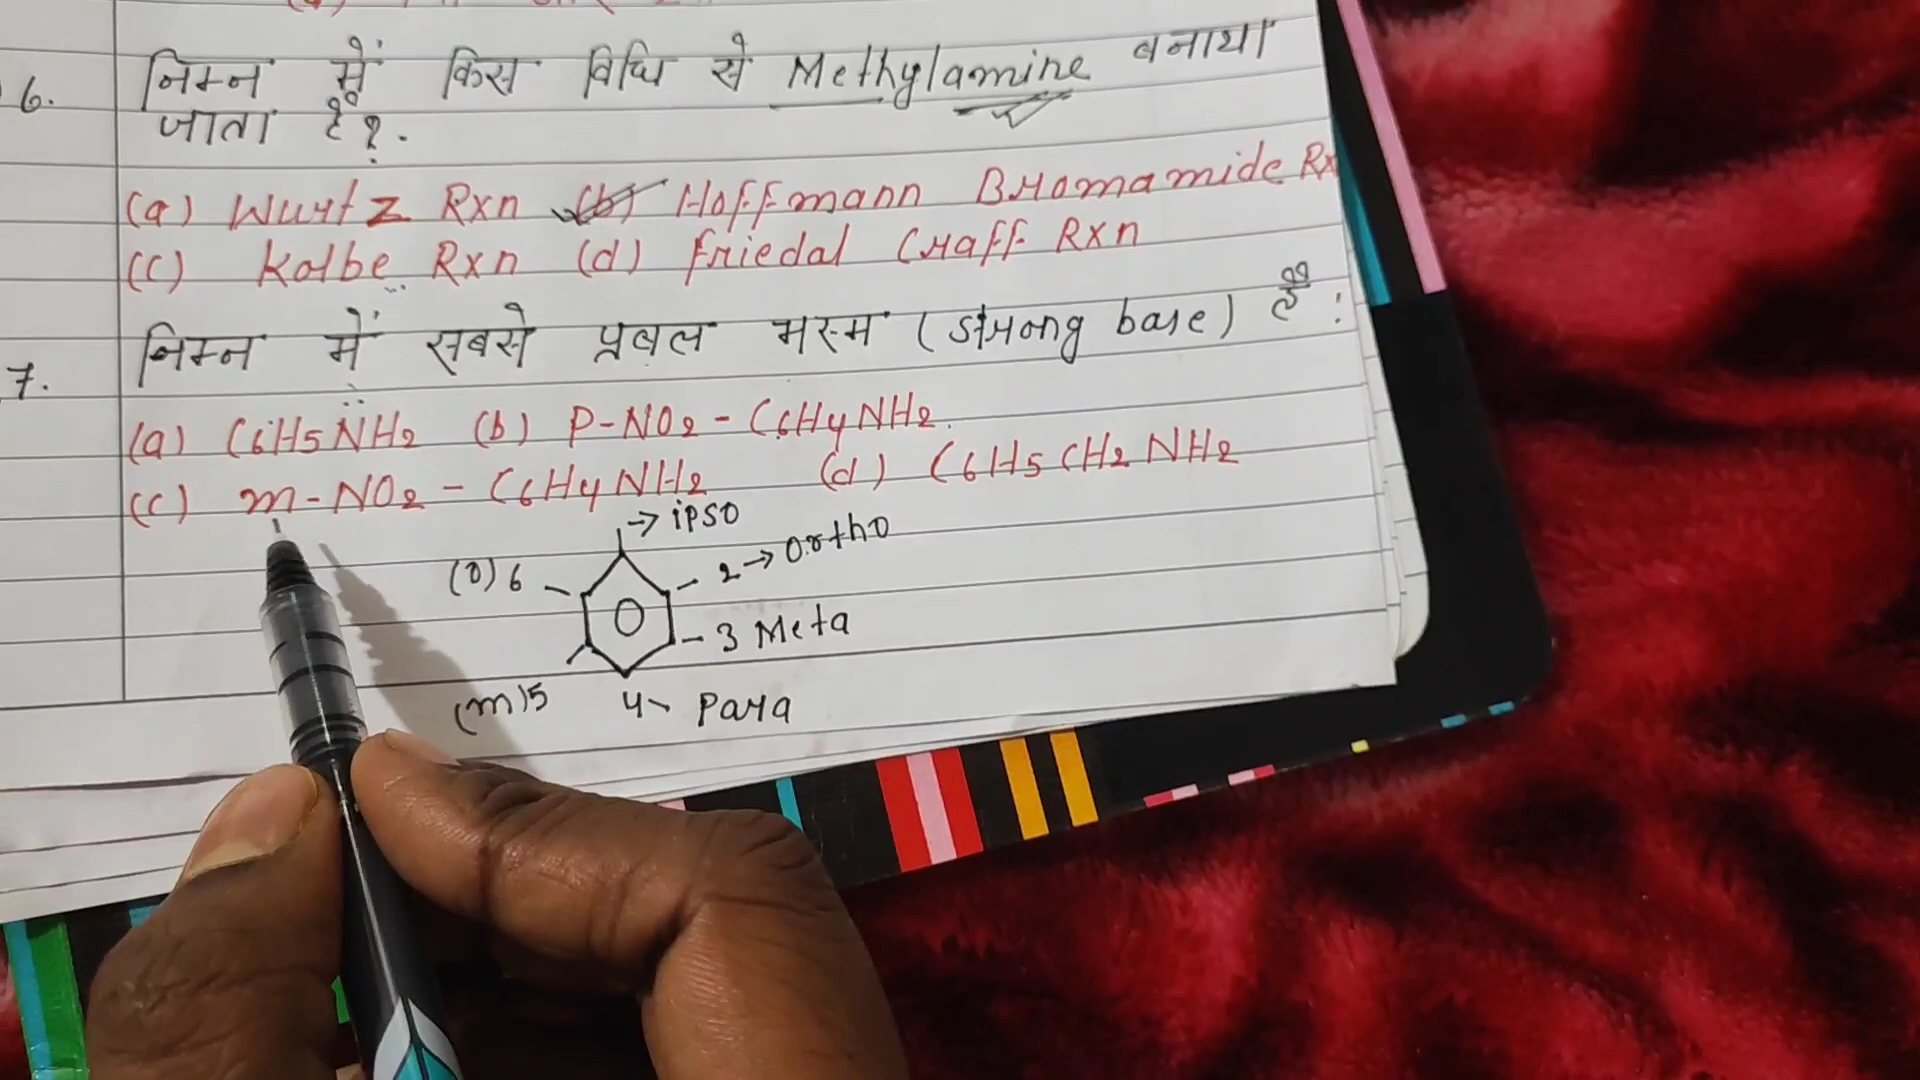 6. निम्न में किस विधि से Methylamine बनाया
जाता है?.
(a) Wurtz Rxn (b) Hoffmann Bromamide Rx
(c) Kolbe Rxn (d) friedal Craff Rxn
7. निम्न में सबसे प्रबल भस्म (strong base) है :
(a) C6H5NH2 (b) P-NO2-C6H4NH2.
(c) m-NO2-C6H4NH2 (d) C6H5CH2NH2
→ ipso
(o) 6 2→ Ortho
- 3 Meta
(m)5 4- Para